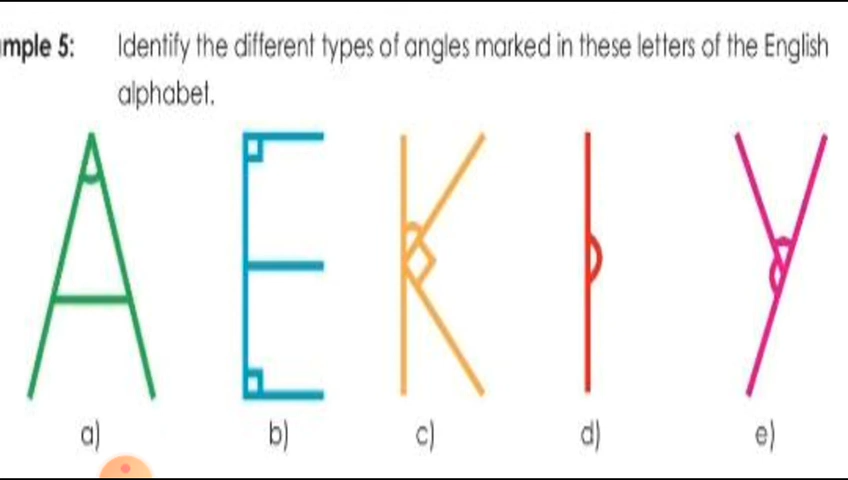 mple 5: Identify the different types of angles marked in these letters of the English
alphabet.
A E K I Y
a) b) c) d) e)